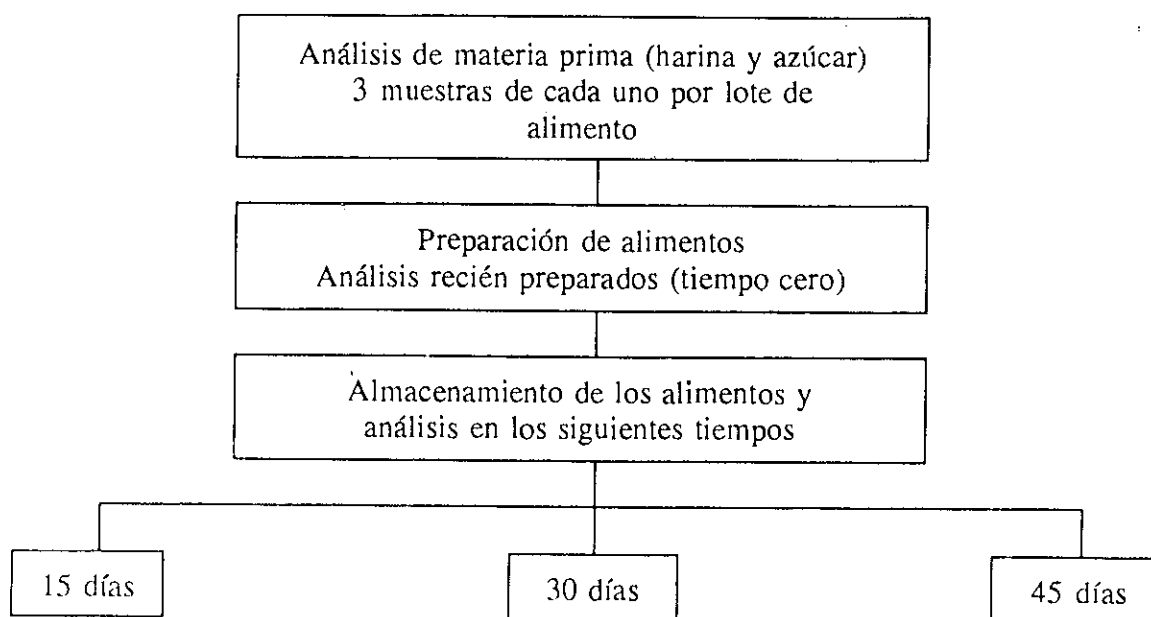 Análisis de materia prima (harina y azúcar)
3 muestras de cada uno por lote de
alimento
Preparación de alimentos
Análisis recién preparados (tiempo cero)
Almacenamiento de los alimentos y
análisis en los siguientes tiempos
15 días
30 días
45 días